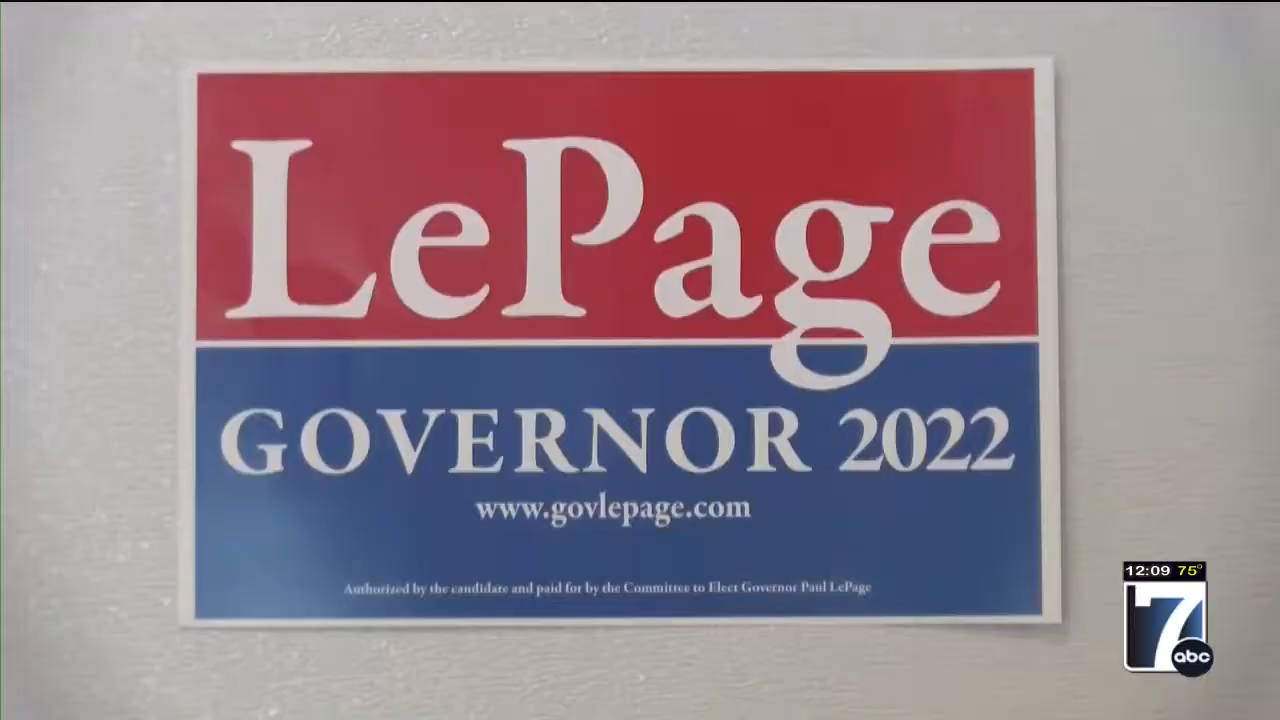 LePage
GOVERNOR 2022
www.govlepage.com
Authorized by the candidate and paid for by the Committee to Elect Governor Paul LePage
12:09 75°
7
abc